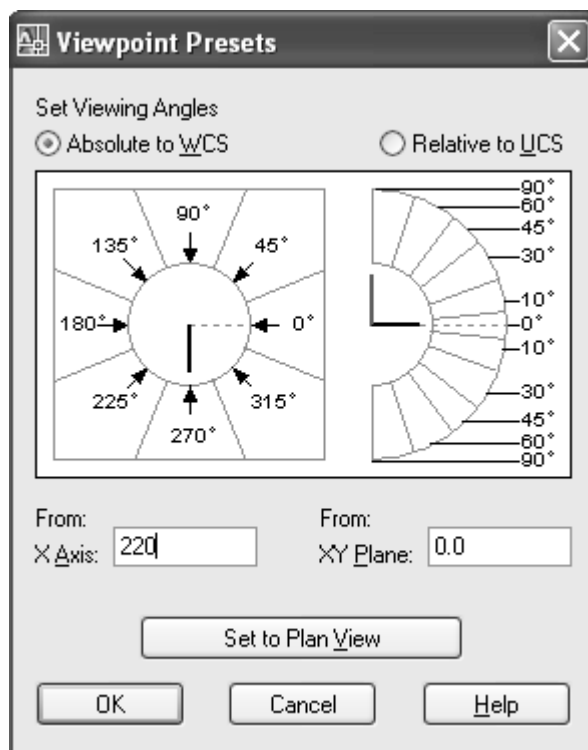 Viewpoint Presets
Set Viewing Angles
Absolute to WCS
Relative to UCS
90°
135°
45°
180°
0°
225°
315°
270°
90°
60°
45°
30°
10°
0°
10°
30°
45°
60°
90°
From:
X Axis: 220
From:
XY Plane: 0.0
Set to Plan View
OK
Cancel
Help